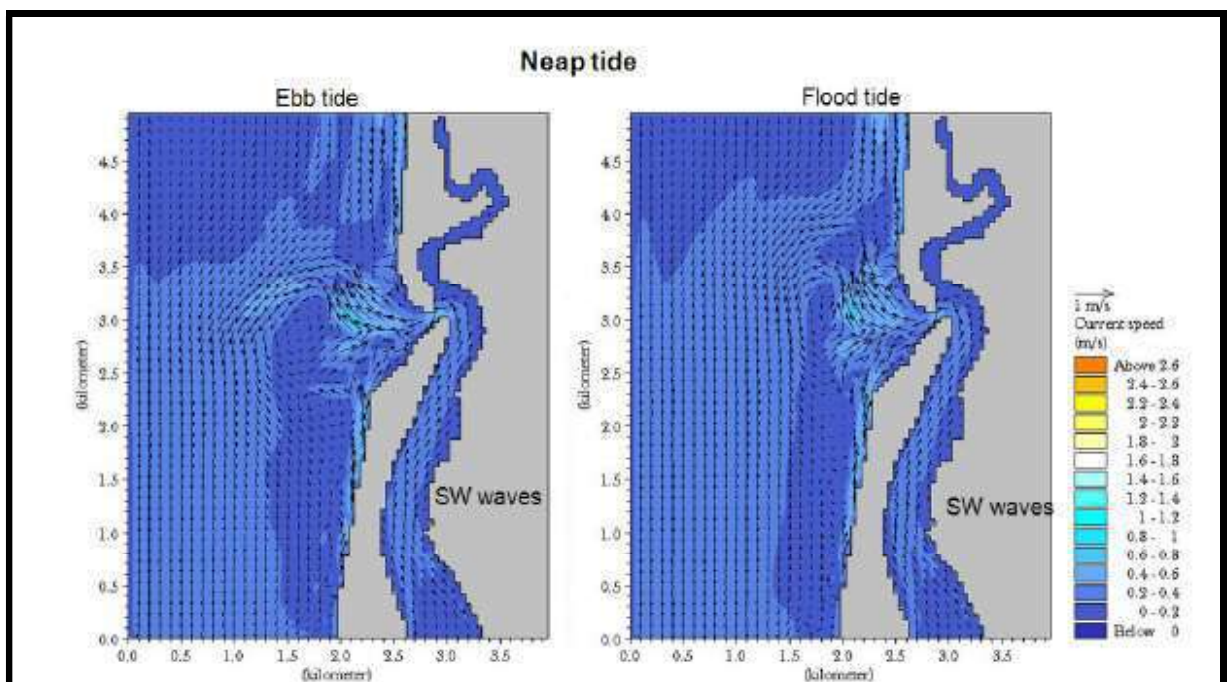 Neap tide
Ebb tide
Flood tide
4.5
4.0
3.5
3.0
2.5
2.0
1.5
1.0
0.5
0.0
(kilometer)
SW waves
0.0 0.5 1.0 1.5 2.0 2.5 3.0 3.5
(kilometer)
4.5
4.0
3.5
3.0
2.5
2.0
1.5
1.0
0.5
0.0
(kilometer)
SW waves
0.0 0.5 1.0 1.5 2.0 2.5 3.0 3.5
(kilometer)
1 m/s
Current speed
(m/s)
Above 2.6
2.4 - 2.6
2.2 - 2.4
2 - 2.2
1.8 - 2
1.6 - 1.8
1.4 - 1.6
1.2 - 1.4
1 - 1.2
0.8 - 1
0.6 - 0.8
0.4 - 0.6
0.2 - 0.4
0 - 0.2
Below 0